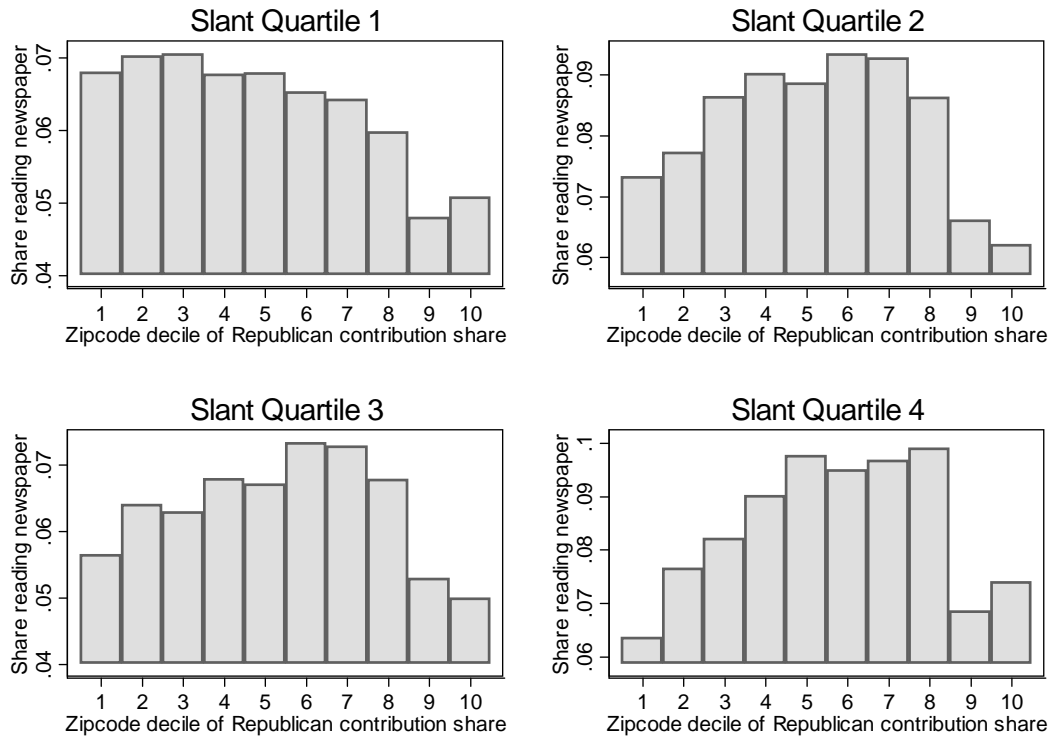 Slant Quartile 1
Share reading newspaper
.07
.06
.05
.04
1 2 3 4 5 6 7 8 9 10
Zipcode decile of Republican contribution share
Slant Quartile 2
Share reading newspaper
.09
.08
.07
.06
1 2 3 4 5 6 7 8 9 10
Zipcode decile of Republican contribution share
Slant Quartile 3
Share reading newspaper
.07
.06
.05
.04
1 2 3 4 5 6 7 8 9 10
Zipcode decile of Republican contribution share
Slant Quartile 4
Share reading newspaper
.1
.09
.08
.07
.06
1 2 3 4 5 6 7 8 9 10
Zipcode decile of Republican contribution share